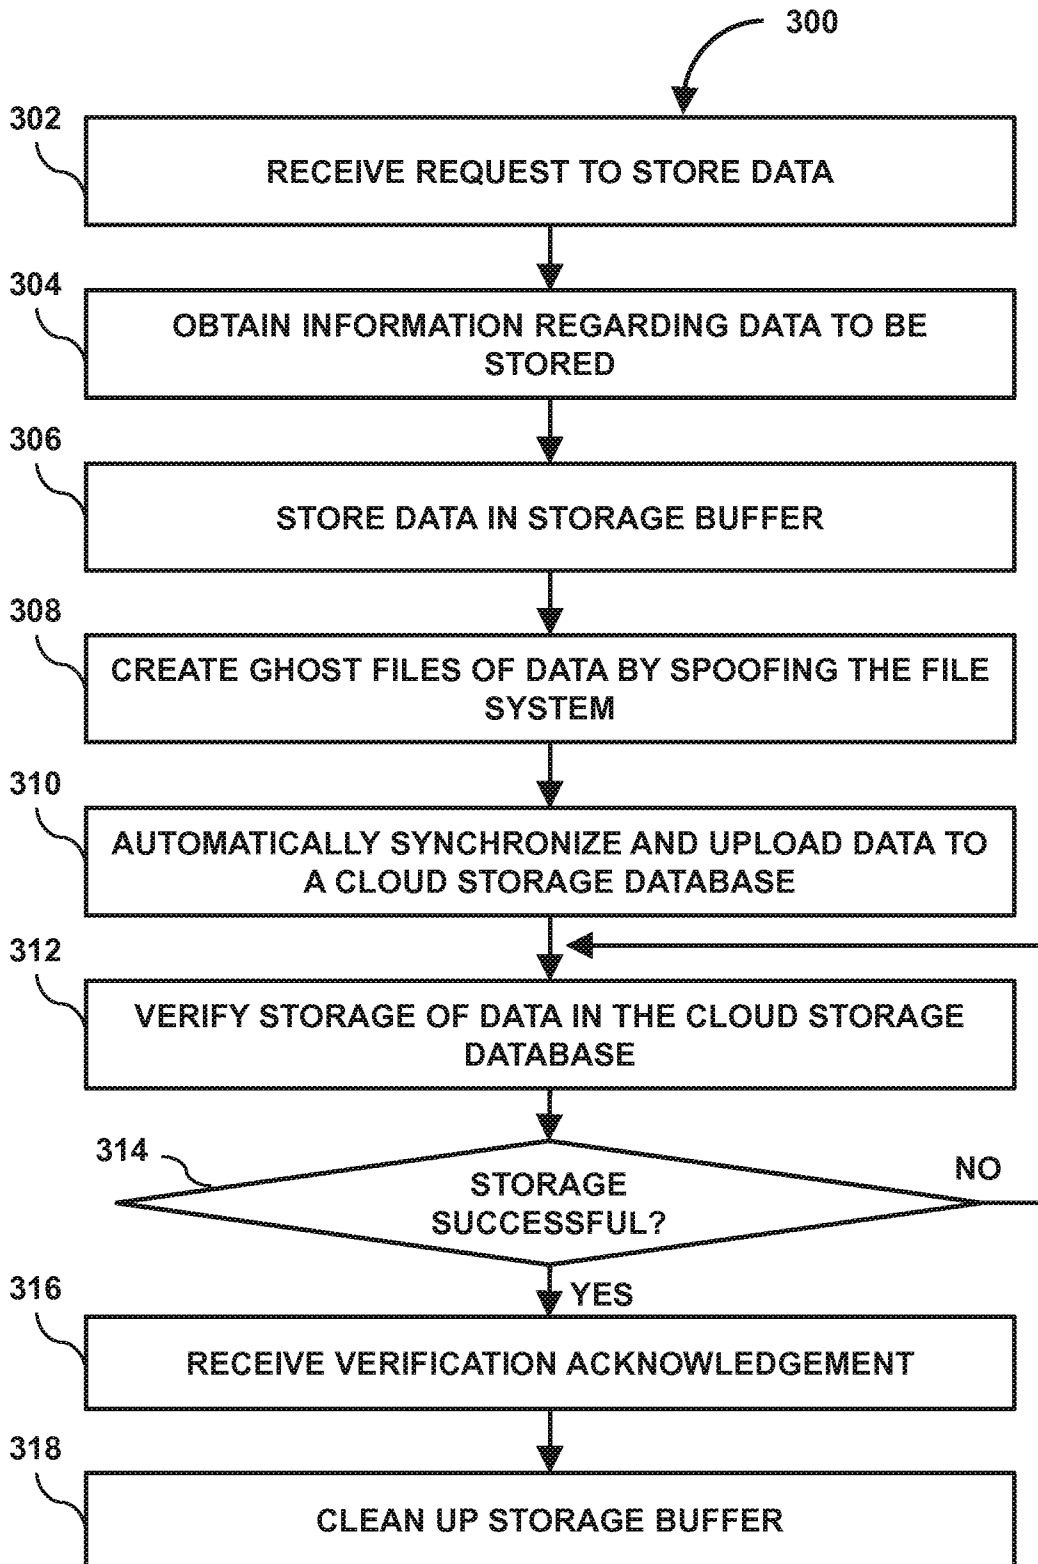 300
302
RECEIVE REQUEST TO STORE DATA
304
OBTAIN INFORMATION REGARDING DATA TO BE
STORED
306
STORE DATA IN STORAGE BUFFER
308
CREATE GHOST FILES OF DATA BY SPOOFING THE FILE
SYSTEM
310
AUTOMATICALLY SYNCHRONIZE AND UPLOAD DATA TO
A CLOUD STORAGE DATABASE
312
VERIFY STORAGE OF DATA IN THE CLOUD STORAGE
DATABASE
314
STORAGE
SUCCESSFUL?
NO
YES
316
RECEIVE VERIFICATION ACKNOWLEDGEMENT
318
CLEAN UP STORAGE BUFFER